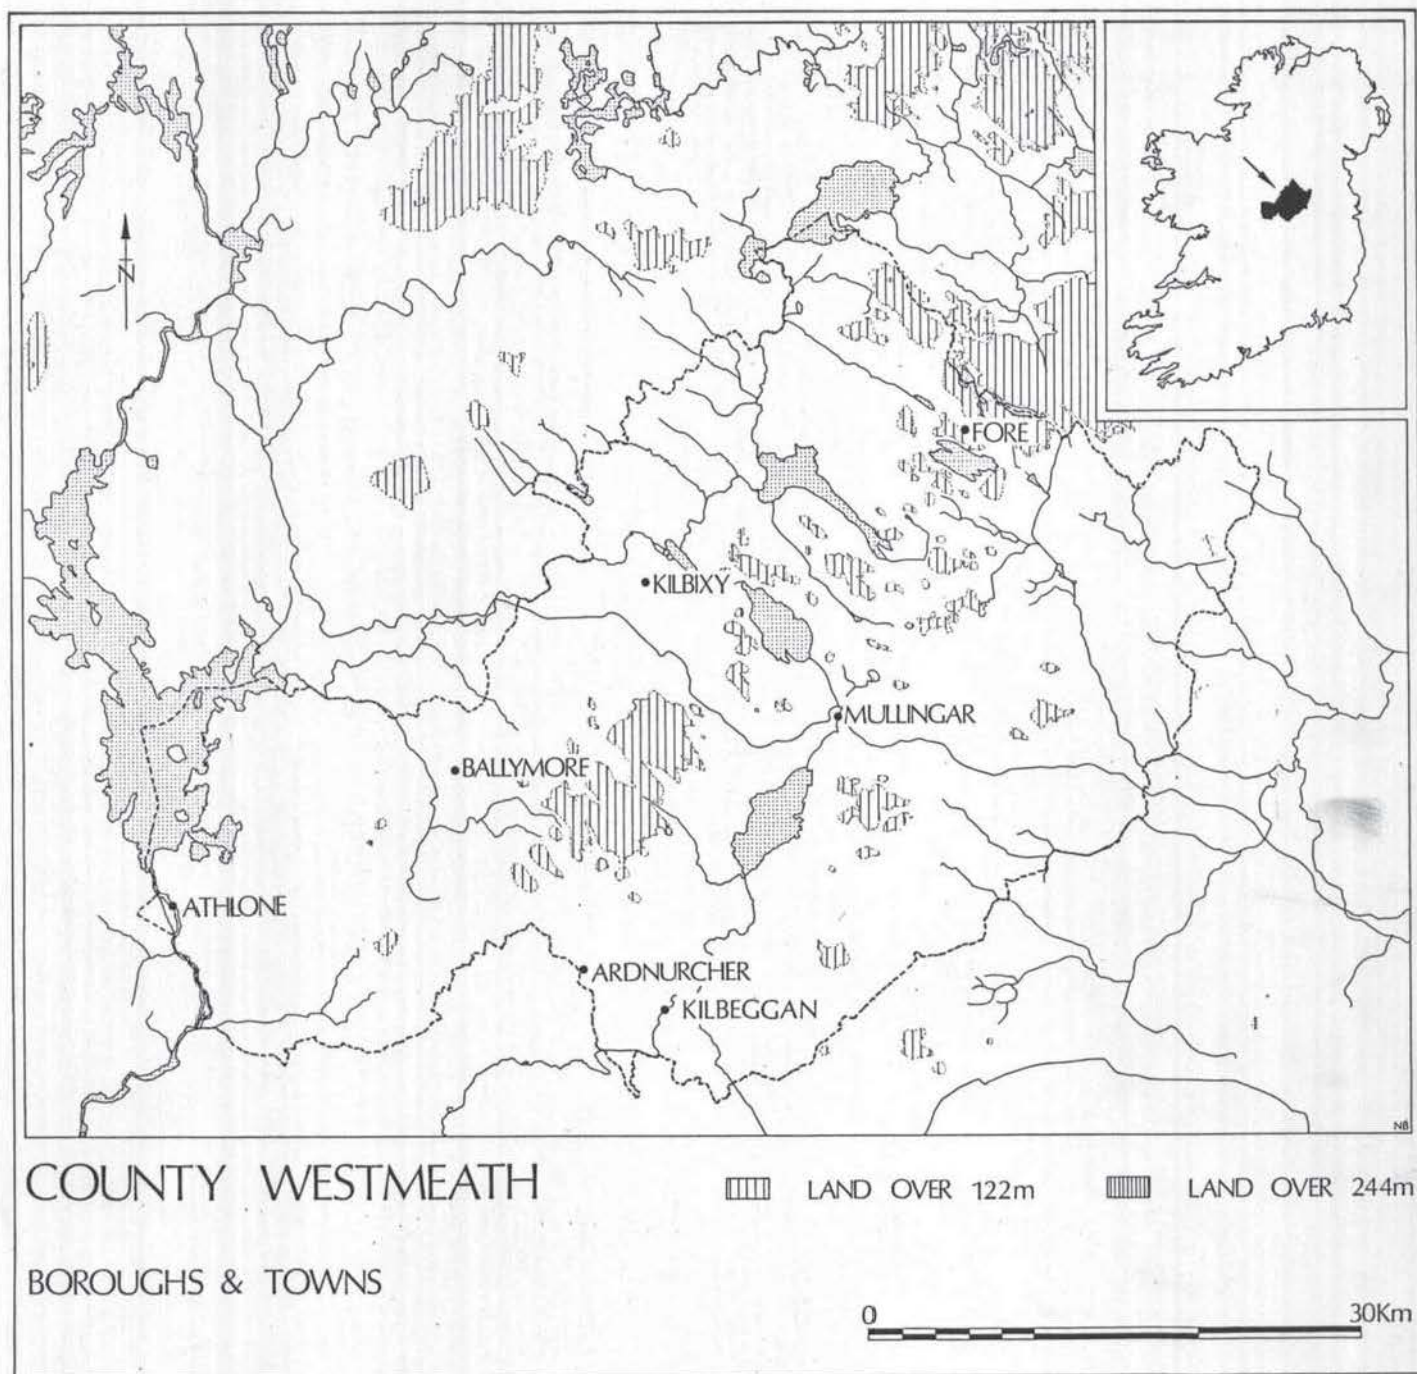 N
FORE
KILBIXY
MULLINGAR
BALLYMORE
ATHLONE
ARDNURCHER
KILBEGGAN
NB
COUNTY WESTMEATH
LAND OVER 122m
LAND OVER 244m
BOROUGHS & TOWNS
0
30Km